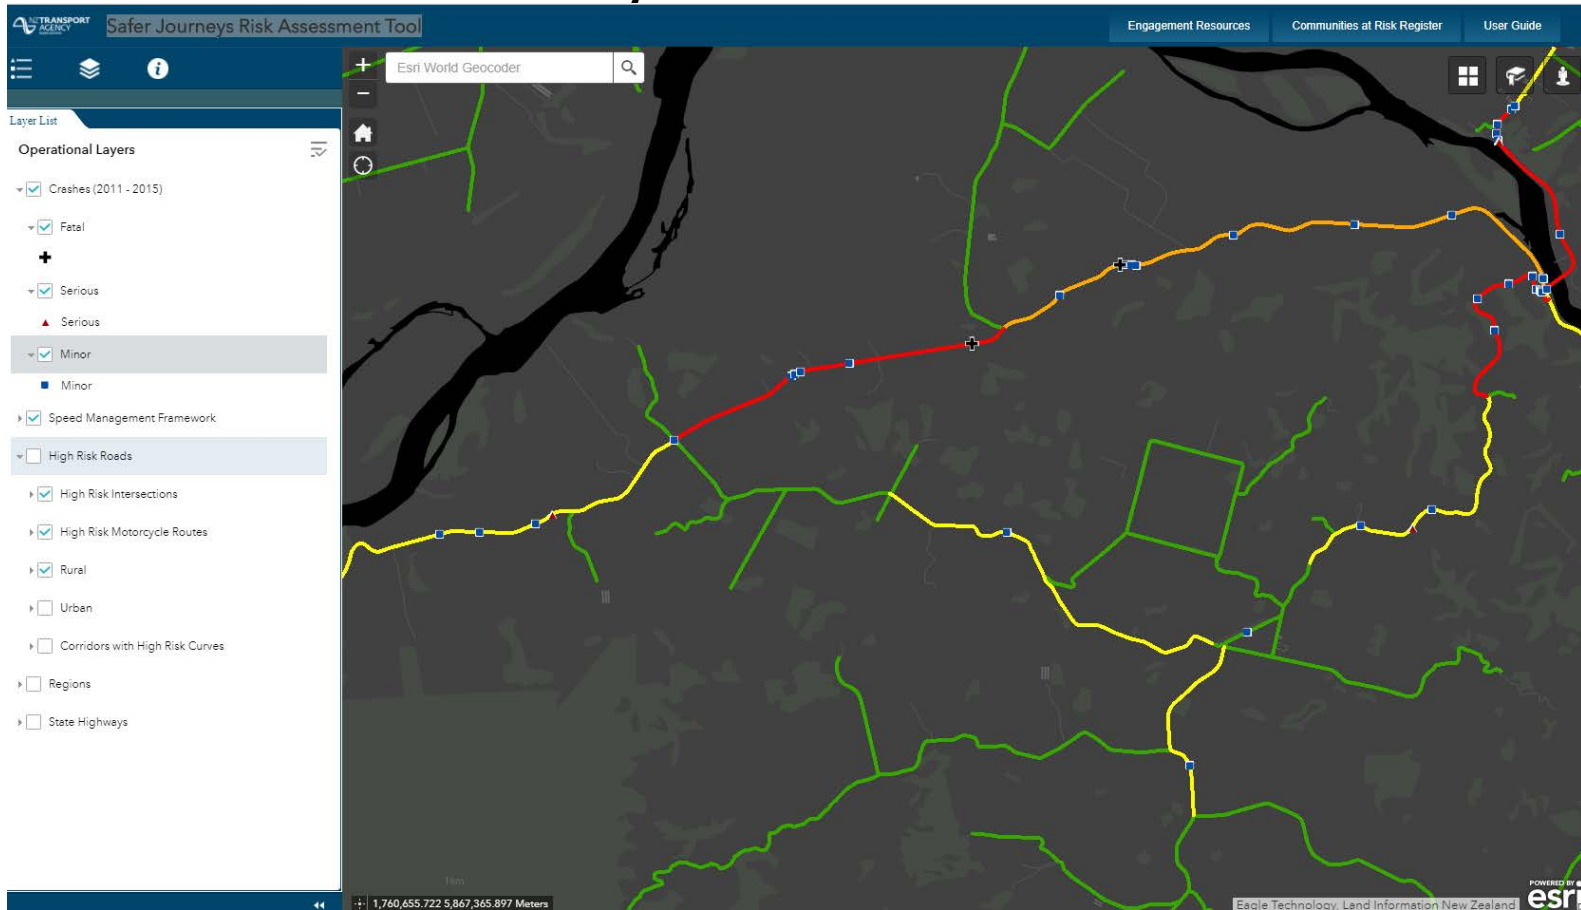 NZ TRANSPORT
AGENCY
Safer Journeys Risk Assessment Tool
Engagement Resources
Communities at Risk Register
User Guide
Esri World Geocoder
Layer List
Operational Layers
Crashes (2011 - 2015)
Fatal
Serious
Serious
Minor
Minor
Speed Management Framework
High Risk Roads
High Risk Intersections
High Risk Motorcycle Routes
Rural
Urban
Corridors with High Risk Curves
Regions
State Highways
1km
1,760,655.722 5,867,365.897 Meters
Eagle Technology, Land Information New Zealand
POWERED BY
esri